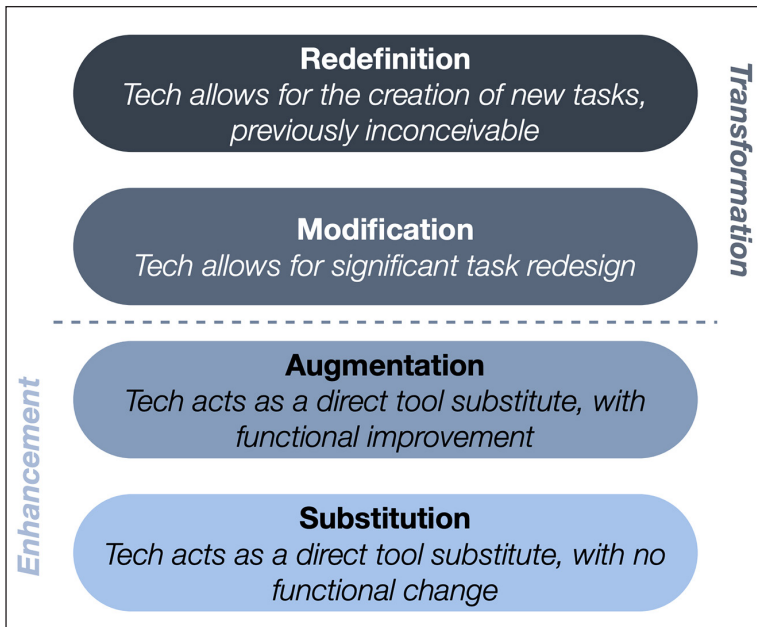 Redefinition
Tech allows for the creation of new tasks,
previously inconceivable
Transformation
Modification
Tech allows for significant task redesign
Augmentation
Tech acts as a direct tool substitute, with
functional improvement
Enhancement
Substitution
Tech acts as a direct tool substitute, with no
functional change